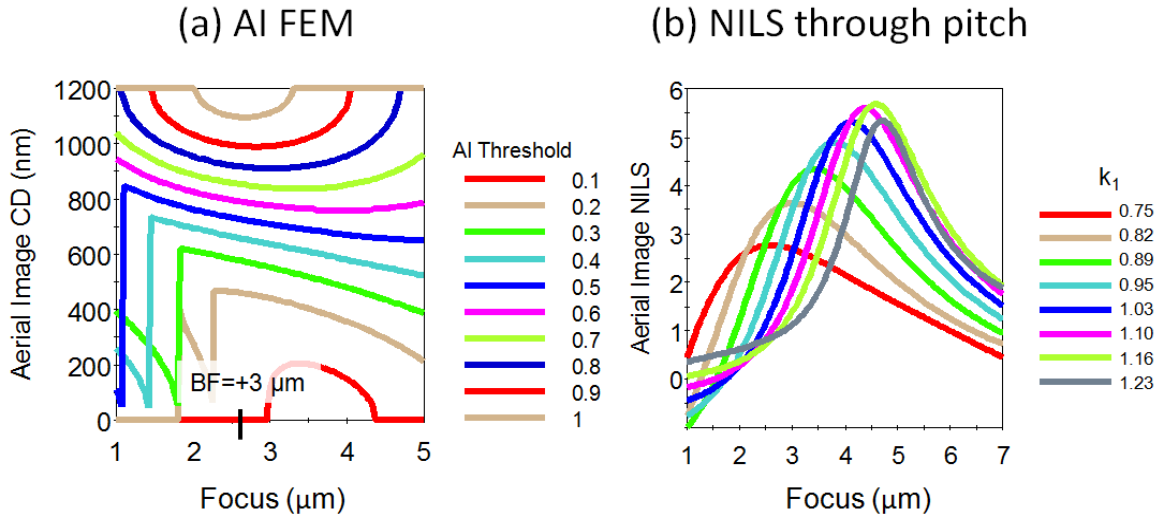 (a) AI FEM
(b) NILS through pitch
1200
1000
800
600
400
200
0
Aerial Image CD (nm)
BF=+3 μm
1 2 3 4 5
Focus (μm)
AI Threshold
0.1
0.2
0.3
0.4
0.5
0.6
0.7
0.8
0.9
1
6
5
4
3
2
1
0
Aerial Image NILS
1 2 3 4 5 6 7
Focus (μm)
k1
0.75
0.82
0.89
0.95
1.03
1.10
1.16
1.23